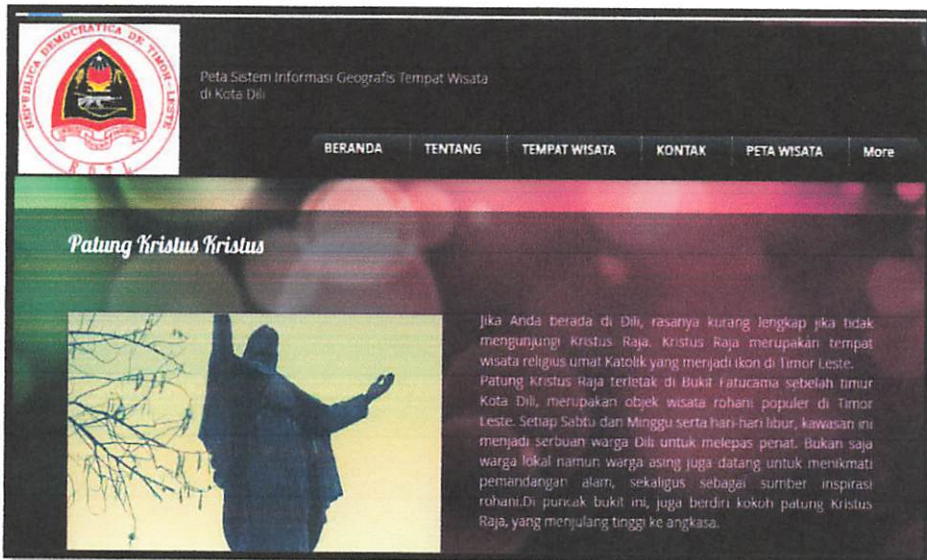 REPUBLICA DEMOCRATICA DE TIMOR-LESTE
R D T L
Peta Sistem Informasi Geografis Tempat Wisata
di Kota Dili
BERANDA TENTANG TEMPAT WISATA KONTAK PETA WISATA More
Patung Kristus Kristus
Jika Anda berada di Dili, rasanya kurang lengkap jika tidak
mengunjungi Kristus Raja. Kristus Raja merupakan tempat
wisata religius umat Katolik yang menjadi ikon di Timor Leste.
Patung Kristus Raja terletak di Bukit Fatucama sebelah timur
Kota Dili, merupakan objek wisata rohani populer di Timor
Leste. Setiap Sabtu dan Minggu serta hari-hari libur, kawasan ini
menjadi serbuan warga Dili untuk melepas penat. Bukan saja
warga lokal namun warga asing juga datang untuk menikmati
pemandangan alam, sekaligus sebagai sumber inspirasi
rohani.Di puncak bukit ini, juga berdiri kokoh patung Kristus
Raja, yang menjulang tinggi ke angkasa.